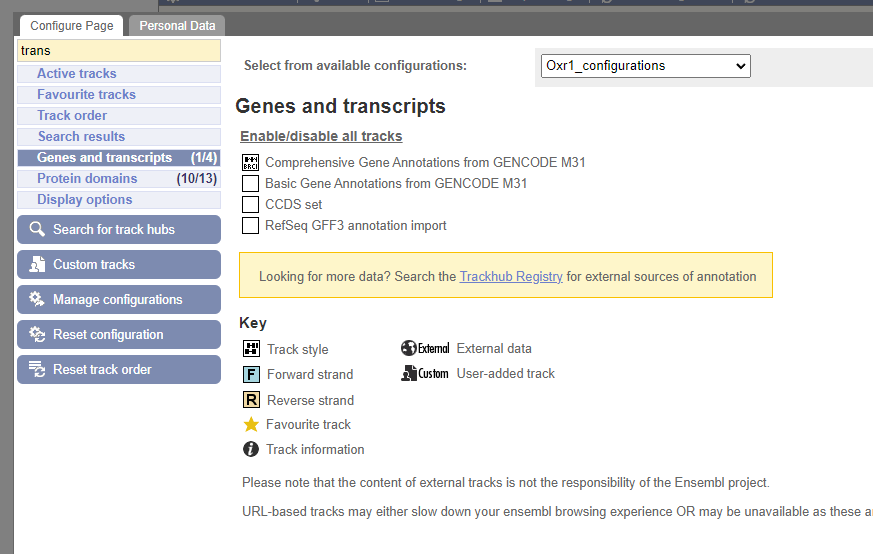 Configure Page Personal Data
trans
Active tracks
Favourite tracks
Track order
Search results
Genes and transcripts (1/4)
Protein domains (10/13)
Display options
Search for track hubs
Custom tracks
Manage configurations
Reset configuration
Reset track order
Select from available configurations: Oxr1_configurations
Genes and transcripts
Enable/disable all tracks
Comprehensive Gene Annotations from GENCODE M31
Basic Gene Annotations from GENCODE M31
CCDS set
RefSeq GFF3 annotation import
Looking for more data? Search the Trackhub Registry for external sources of annotation
Key
Track style
F Forward strand
R Reverse strand
Favourite track
i Track information
External External data
Custom User-added track
Please note that the content of external tracks is not the responsibility of the Ensembl project.
URL-based tracks may either slow down your ensembl browsing experience OR may be unavailable as these